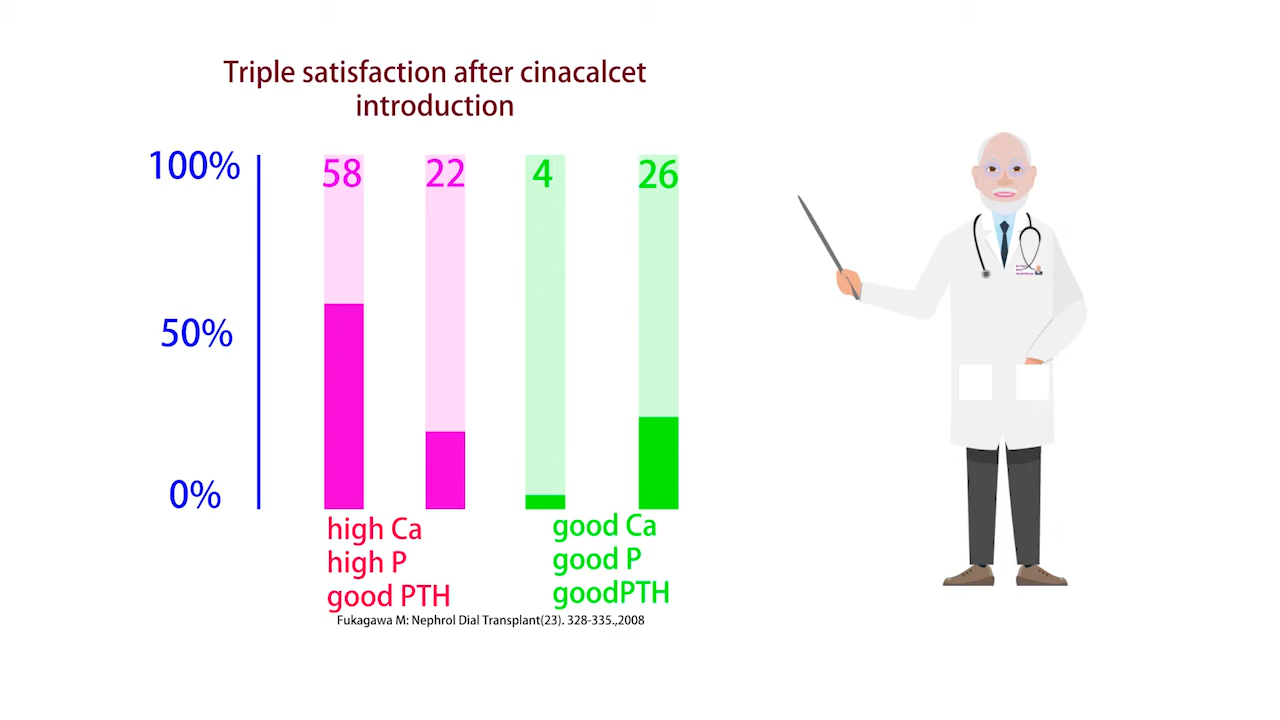 Triple satisfaction after cinacalcet
introduction
100%
58
22
4
26
50%
0%
high Ca
high P
good PTH
good Ca
good P
goodPTH
Fukagawa M: Nephrol Dial Transplant(23). 328-335.,2008